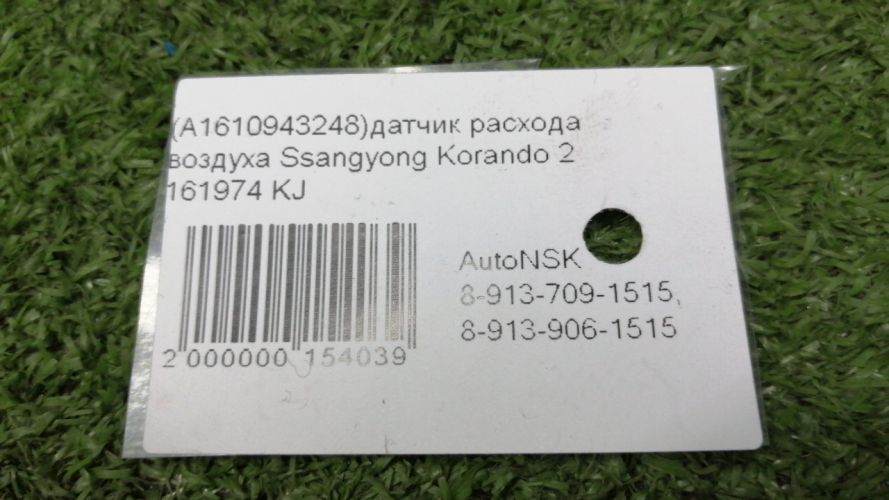 (A1610943248)датчик расхода
воздуха Ssangyong Korando 2
161974 KJ
AutoNSK
8-913-709-1515,
8-913-906-1515
2 000000 154039